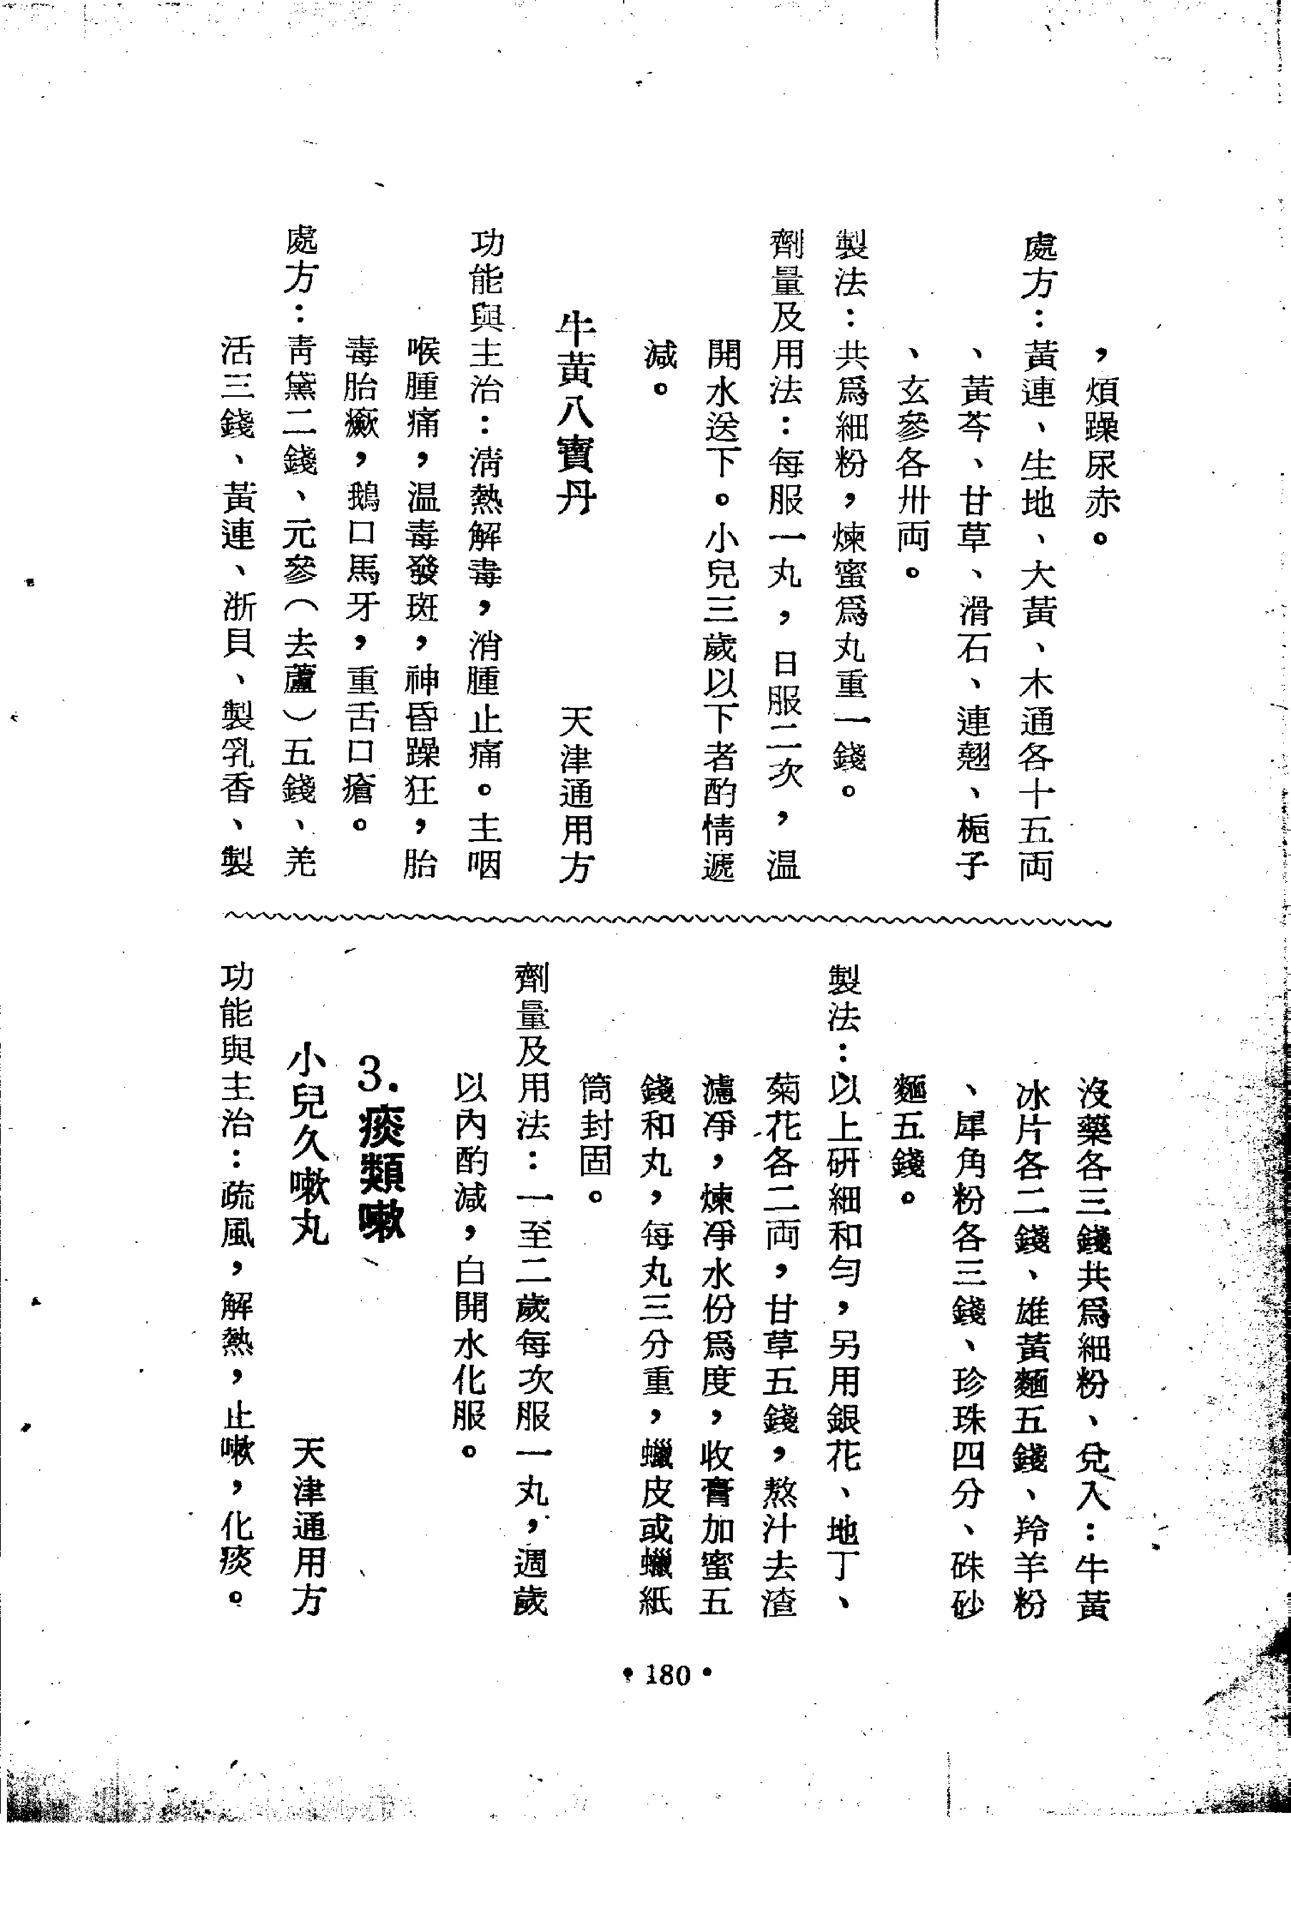 ，煩躁尿赤。
處方：黃連、生地、大黃、木通各十五両
、黃芩、甘草、滑石、連翹、梔子
、玄參各卅両。
製法：共爲細粉，煉蜜爲丸重一錢。
劑量及用法：每服一丸，日服二次，温
開水送下。小兒三歲以下者酌情遞
減。
牛黃八寶丹　天津通用方
功能與主治：淸熱解毒，消腫止痛。主咽
喉腫痛，温毒發斑，神昏躁狂，胎
毒胎癥，鵝口馬牙，重舌口瘡。
處方：靑黛二錢、元參（去蘆）五錢、羌
活三錢、黃連、浙貝、製乳香、製
沒藥各三錢共爲細粉、兌入：牛黃
冰片各二錢、雄黃麵五錢、羚羊粉
、犀角粉各三錢、珍珠四分、硃砂
麵五錢。
製法：以上研細和勻，另用銀花、地丁、
菊花各二両，甘草五錢，熬汁去渣
濾凈，煉凈水份爲度，收膏加蜜五
錢和丸，每丸三分重，蠟皮或蠟紙
筒封固。
劑量及用法：一至二歲每次服一丸，週歲
以內酌減，白開水化服。
3.痰類嗽
小兒久嗽丸　天津通用方
功能與主治：疏風，解熱，止嗽，化痰。
• 180 •